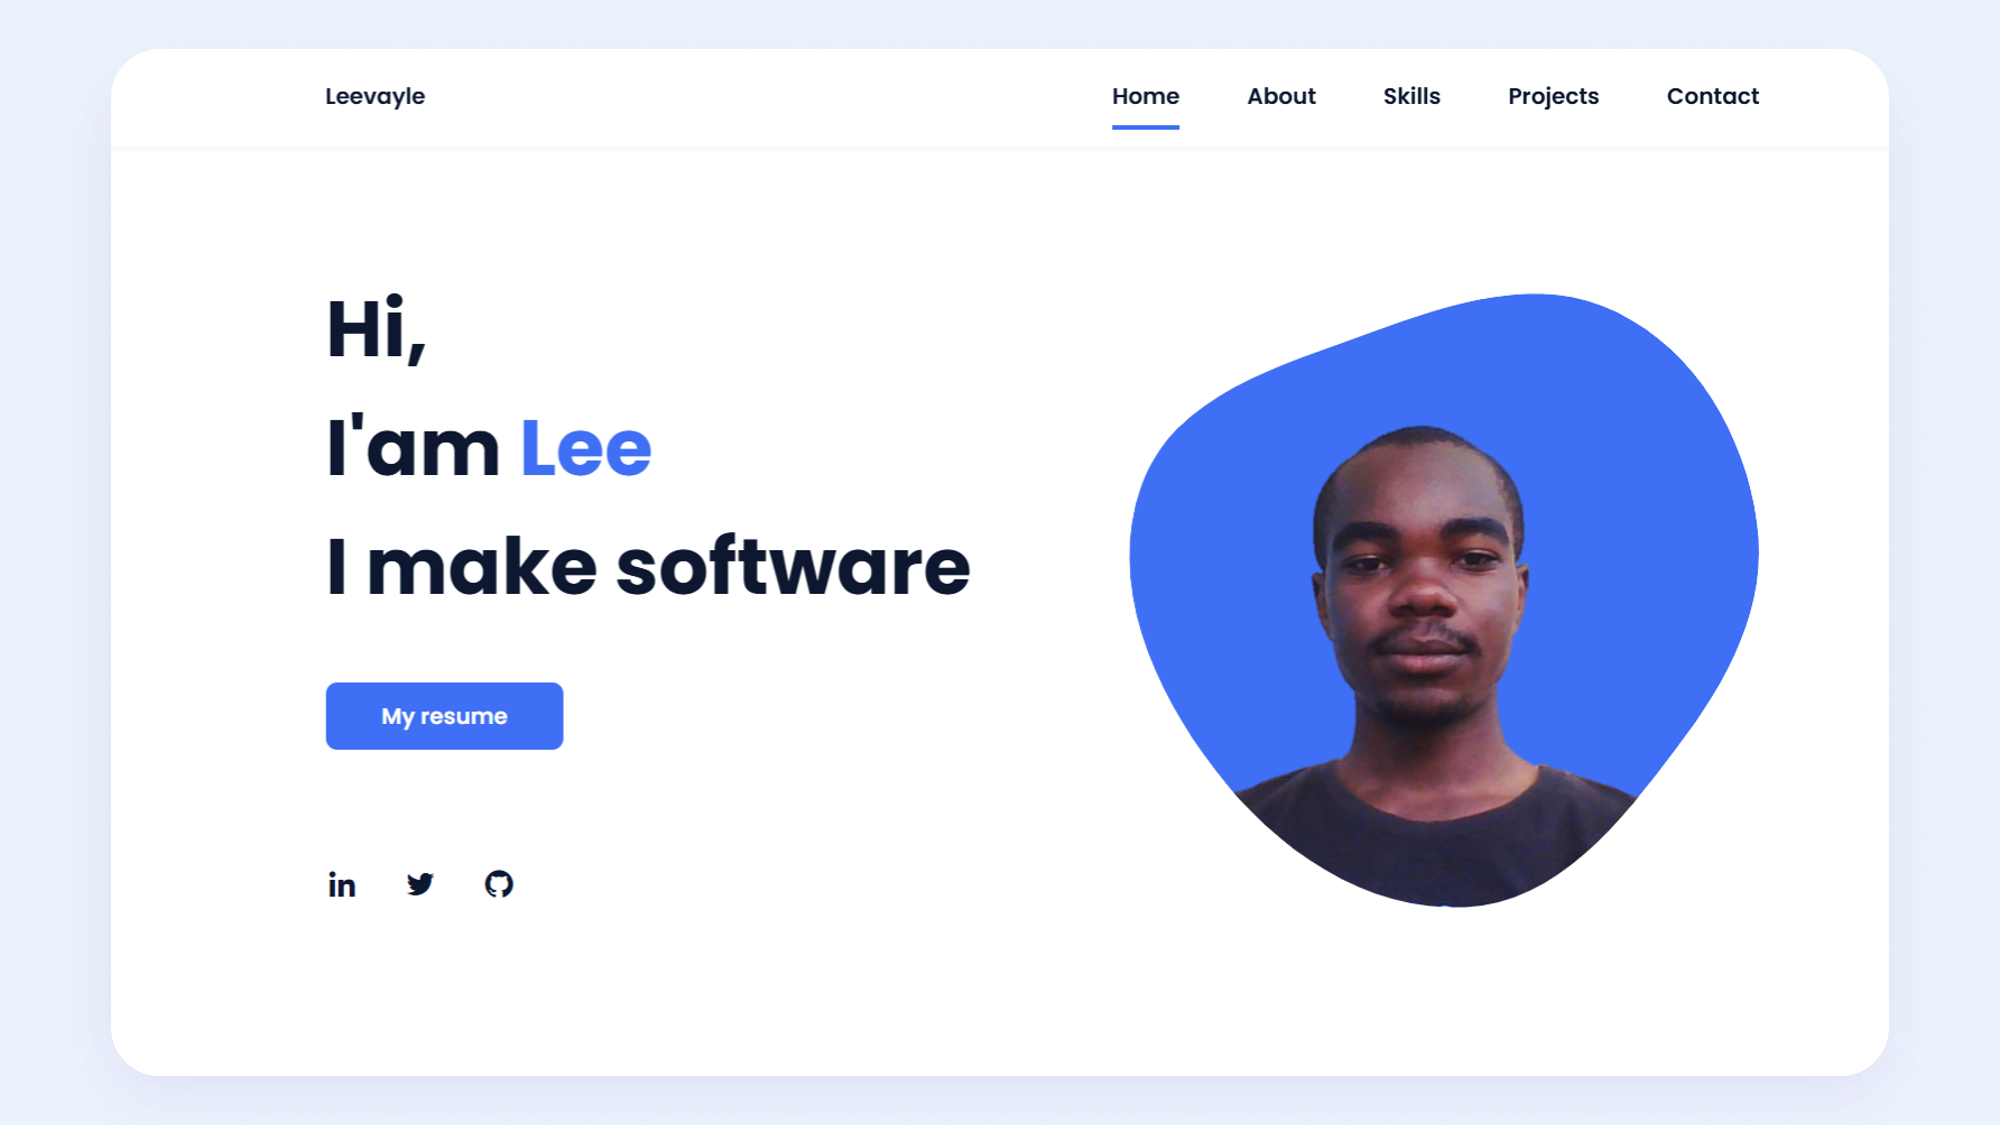 Leevayle
Home About Skills Projects Contact
Hi,
I'am Lee
I make software
My resume
in